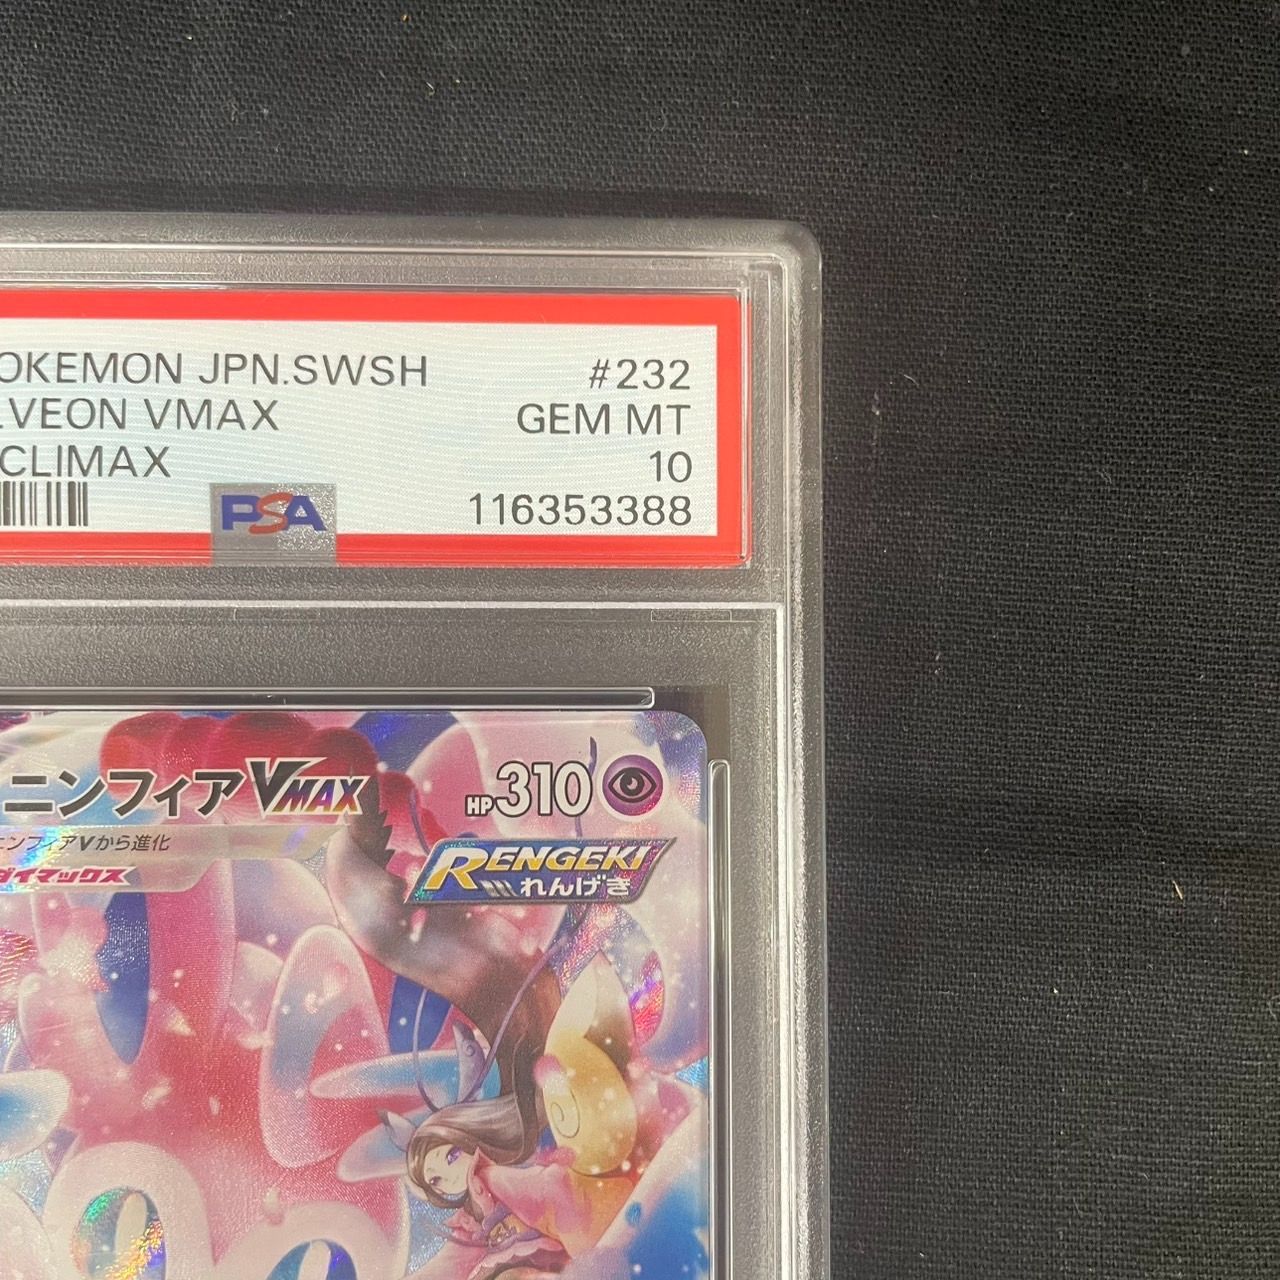 OKEMON JPN.SWSH #232
LVEON VMAX GEM MT
CLIMAX 10
PSA 116353388
ニンフィアVMAX HP310
ニンフィアVから進化
ダイマックス
RENGEKI
れんげき